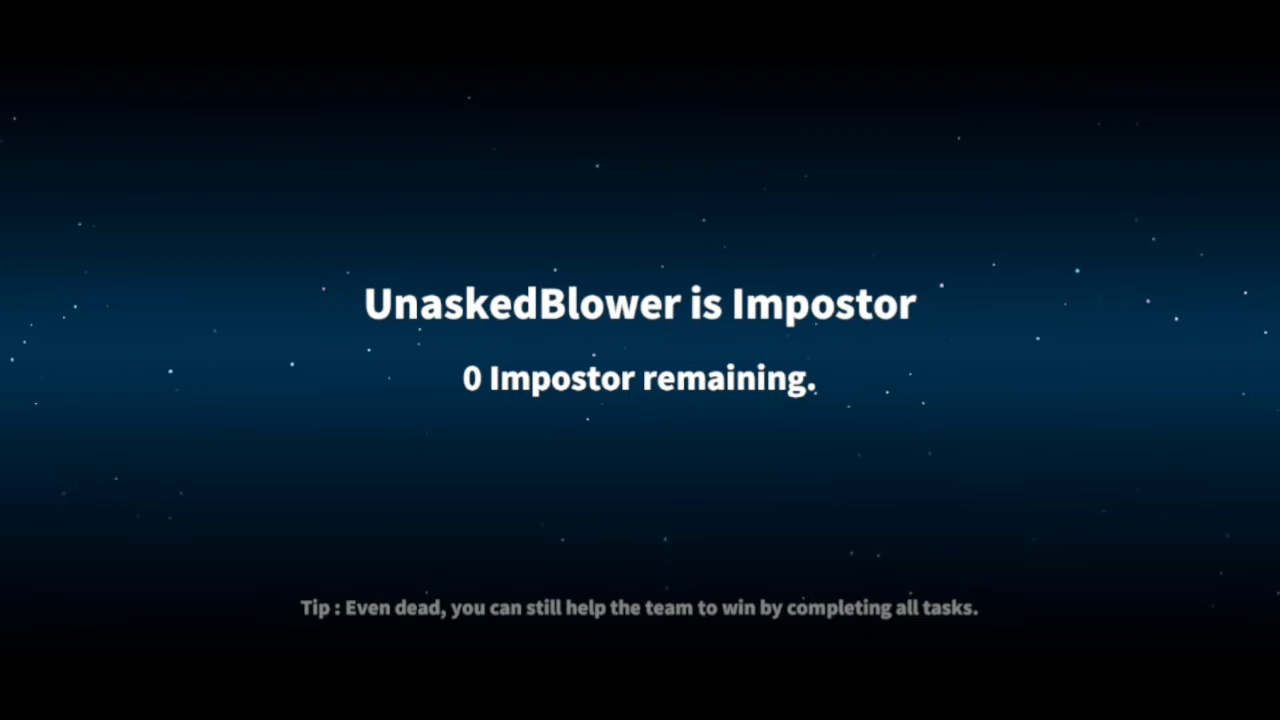 UnaskedBlower is Impostor
0 Impostor remaining.
Tip : Even dead, you can still help the team to win by completing all tasks.